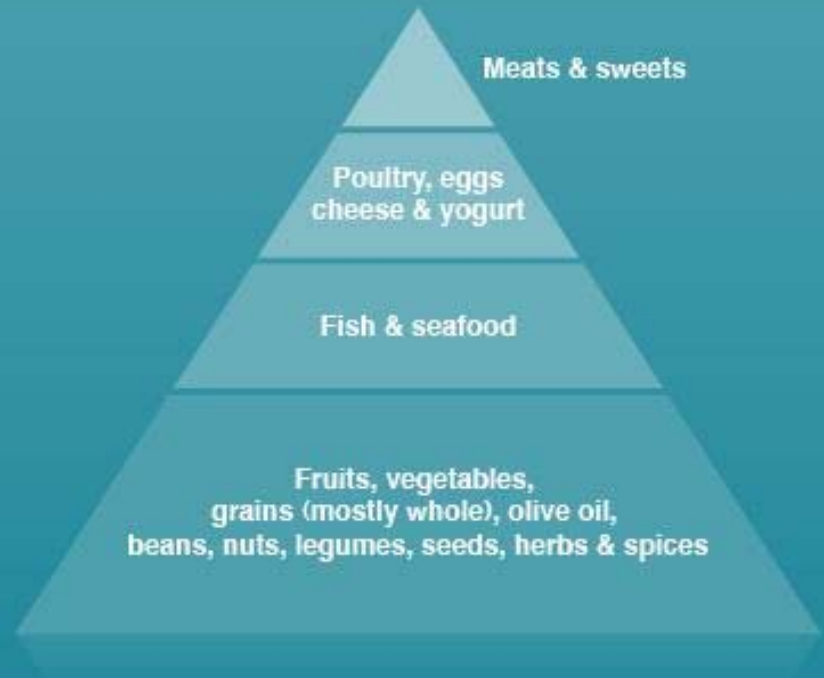 Meats & sweets
Poultry, eggs
cheese & yogurt
Fish & seafood
Fruits, vegetables,
grains (mostly whole), olive oil,
beans, nuts, legumes, seeds, herbs & spices